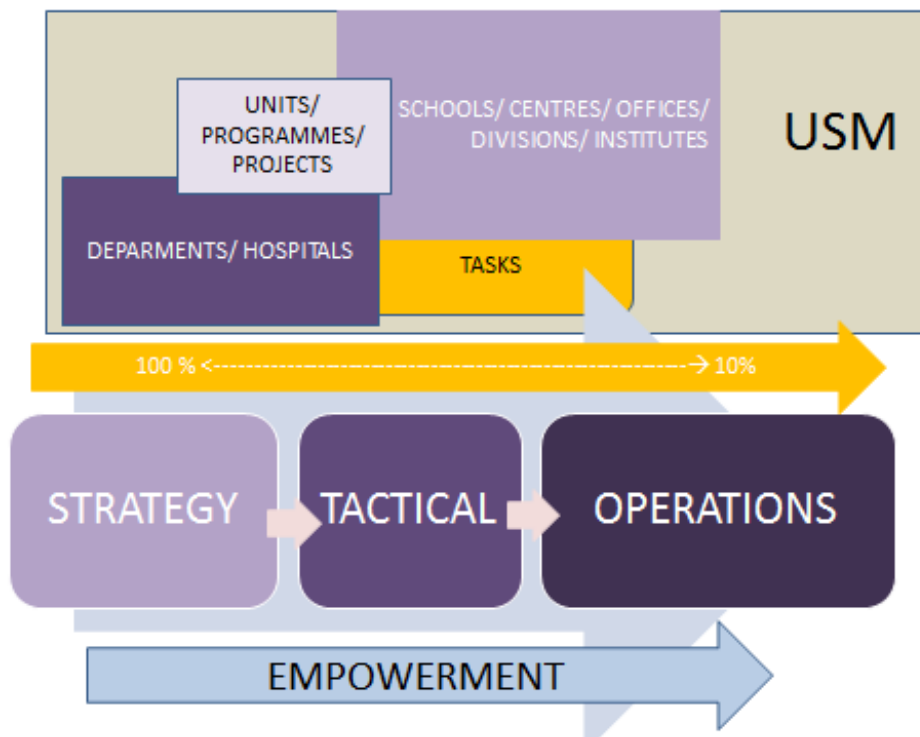 UNITS/
PROGRAMMES/
PROJECTS
SCHOOLS/ CENTRES/ OFFICES/
DIVISIONS/ INSTITUTES
USM
DEPARMENTS/ HOSPITALS
TASKS
100 % <-------------------------------------------------------→ 10%
STRATEGY
TACTICAL
OPERATIONS
EMPOWERMENT